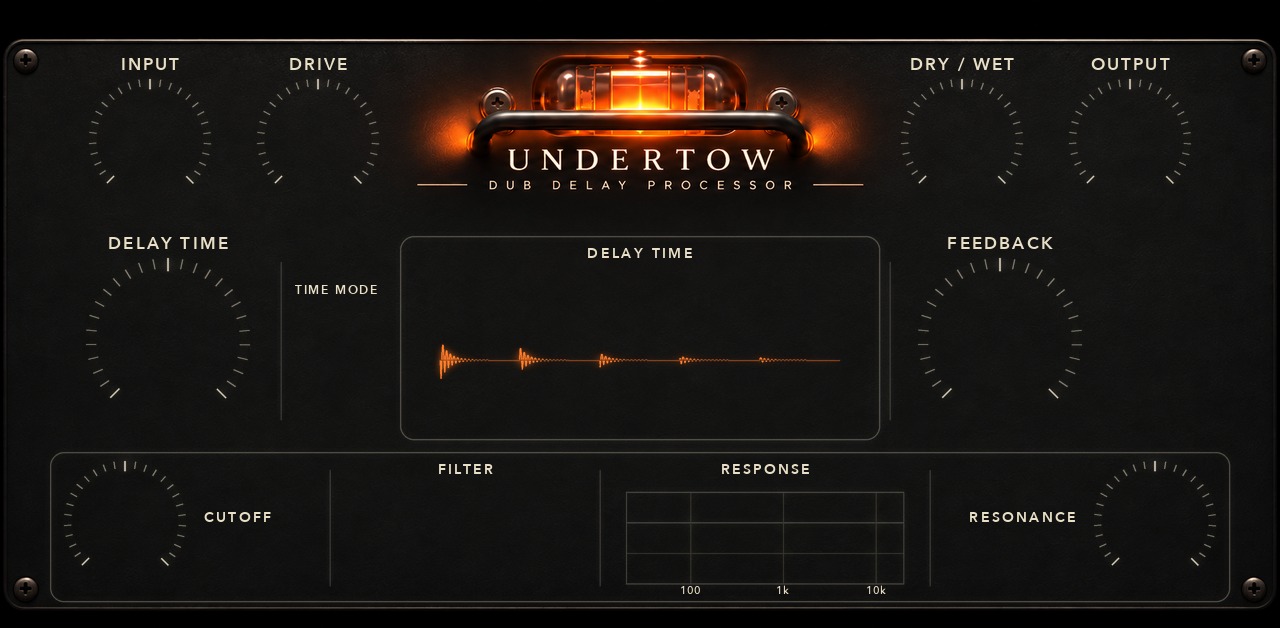 INPUT
DRIVE
DRY / WET
OUTPUT
UNDERTOW
DUB DELAY PROCESSOR
DELAY TIME
TIME MODE
DELAY TIME
FEEDBACK
CUTOFF
FILTER
RESPONSE
100 1k 10k
RESONANCE